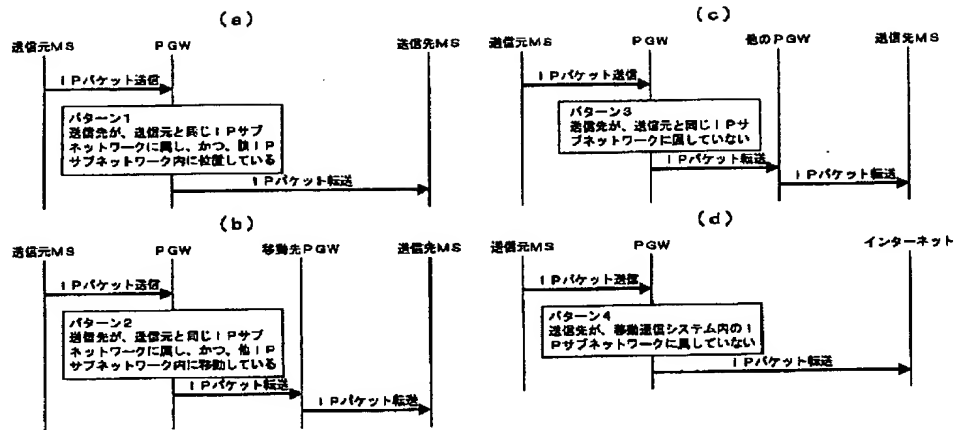 (a)
送信元MS PGW 送信先MS
IPパケット送信
パターン1
送信先が、送信元と同じIPサブ
ネットワークに属し、かつ、該IP
サブネットワーク内に位置している
IPパケット転送
(b)
送信元MS PGW 移動先PGW 送信先MS
IPパケット送信
パターン2
送信先が、送信元と同じIPサブ
ネットワークに属し、かつ、他IP
サブネットワーク内に移動している
IPパケット転送
IPパケット転送
(c)
送信元MS PGW 他のPGW 送信先MS
IPパケット送信
パターン3
送信先が、送信元と同じIPサ
ブネットワークに属していない
IPパケット転送
IPパケット転送
(d)
送信元MS PGW インターネット
IPパケット送信
パターン4
送信先が、移動通信システム内のI
Pサブネットワークに属していない
IPパケット転送